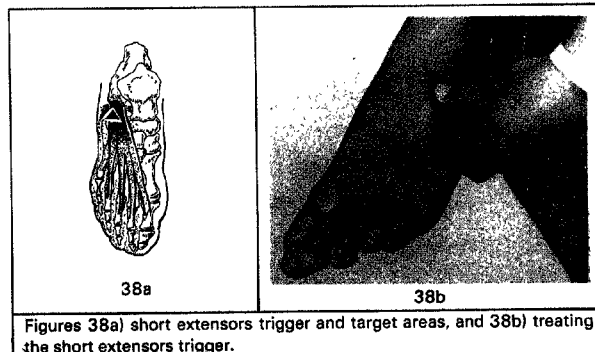 38a
38b
Figures 38a) short extensors trigger and target areas, and 38b) treating
the short extensors trigger.